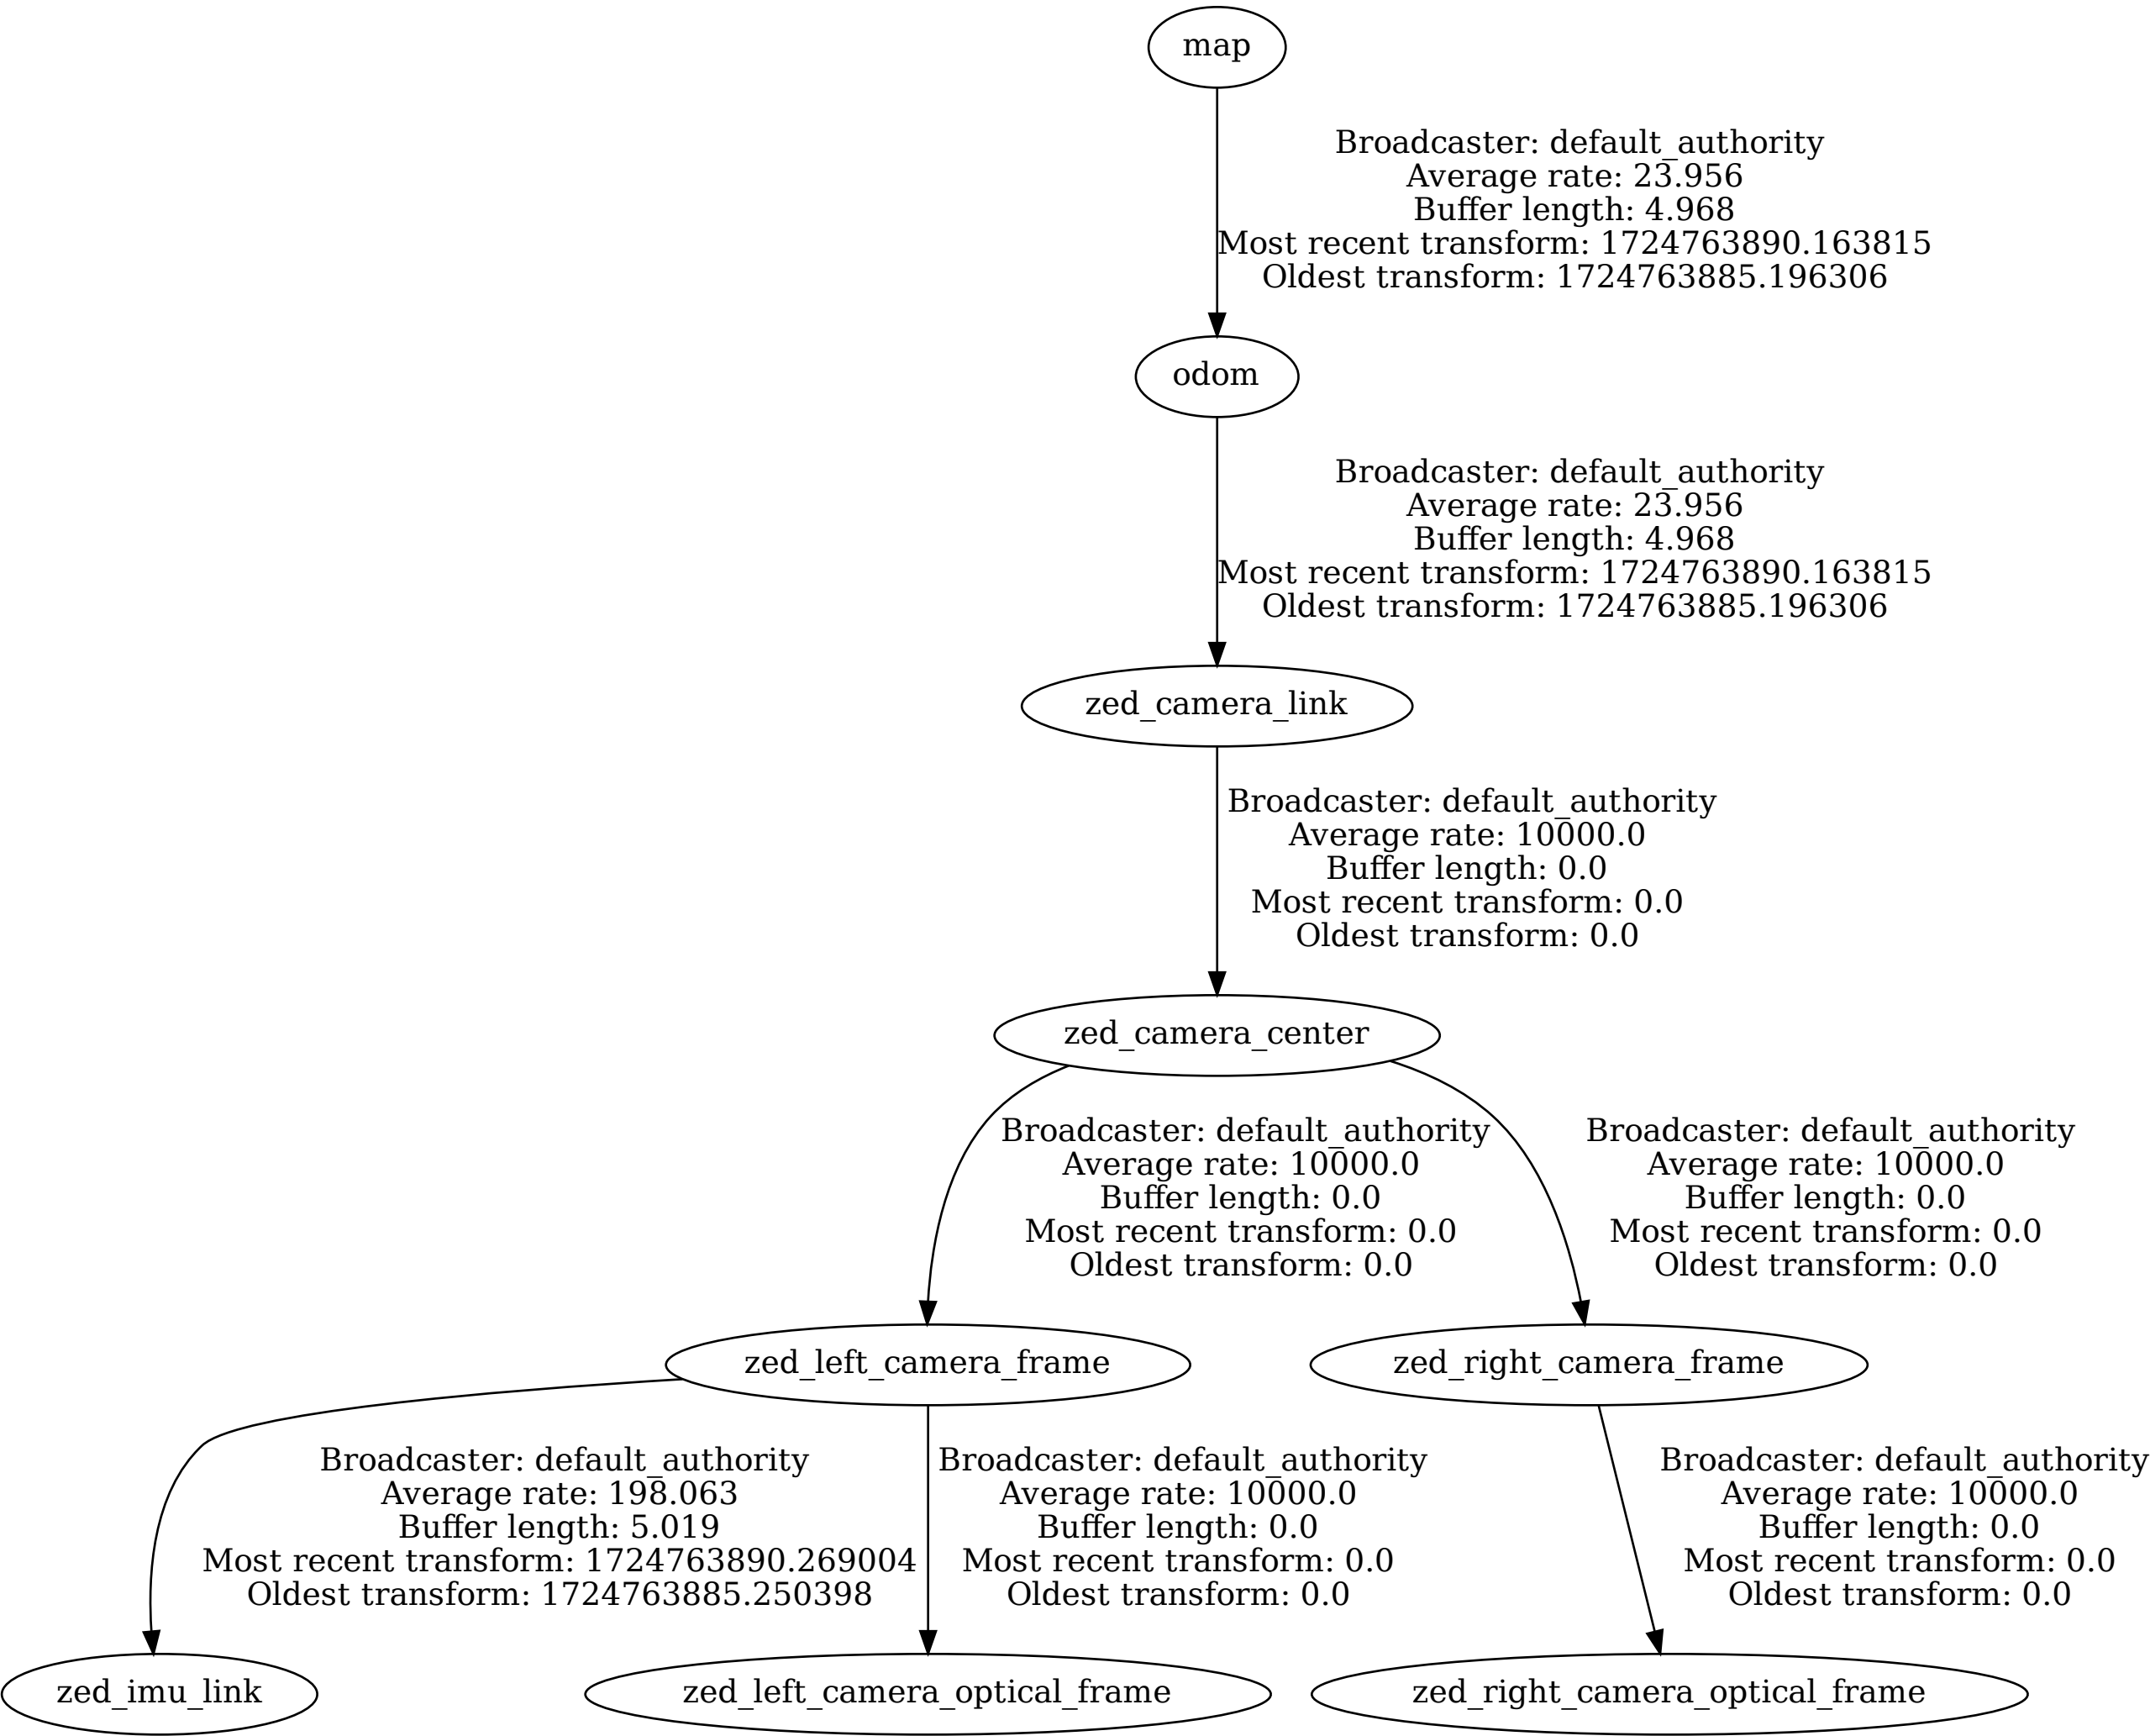 map
Broadcaster: default_authority
Average rate: 23.956
Buffer length: 4.968
Most recent transform: 1724763890.163815
Oldest transform: 1724763885.196306
odom
Broadcaster: default_authority
Average rate: 23.956
Buffer length: 4.968
Most recent transform: 1724763890.163815
Oldest transform: 1724763885.196306
zed_camera_link
Broadcaster: default_authority
Average rate: 10000.0
Buffer length: 0.0
Most recent transform: 0.0
Oldest transform: 0.0
zed_camera_center
Broadcaster: default_authority
Average rate: 10000.0
Buffer length: 0.0
Most recent transform: 0.0
Oldest transform: 0.0
Broadcaster: default_authority
Average rate: 10000.0
Buffer length: 0.0
Most recent transform: 0.0
Oldest transform: 0.0
zed_left_camera_frame
zed_right_camera_frame
Broadcaster: default_authority
Average rate: 198.063
Buffer length: 5.019
Most recent transform: 1724763890.269004
Oldest transform: 1724763885.250398
Broadcaster: default_authority
Average rate: 10000.0
Buffer length: 0.0
Most recent transform: 0.0
Oldest transform: 0.0
Broadcaster: default_authority
Average rate: 10000.0
Buffer length: 0.0
Most recent transform: 0.0
Oldest transform: 0.0
zed_imu_link
zed_left_camera_optical_frame
zed_right_camera_optical_frame